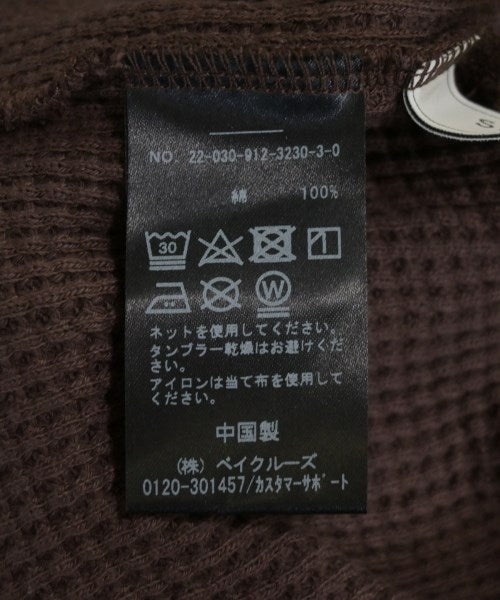 NO. 22-030-912-3230-3-0
綿 100%
30
W
ネットを使用してください。
タンブラー乾燥はお避けくだ
さい。
アイロンは当て布を使用して
ください。
中国製
(株) ベイクルーズ
0120-301457/カスタマーサポート
S